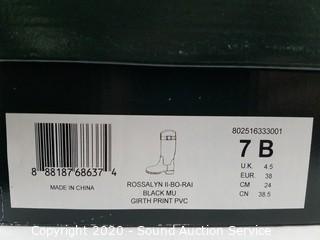 802516333001
7 B
U.K. 4.5
EUR. 38
CM 24
CN 38.5
8 88187 68637 4
MADE IN CHINA
ROSSALYN II-BO-RAI
BLACK MU
GIRTH PRINT PVC
Copyright 2020 - Sound Auction Service